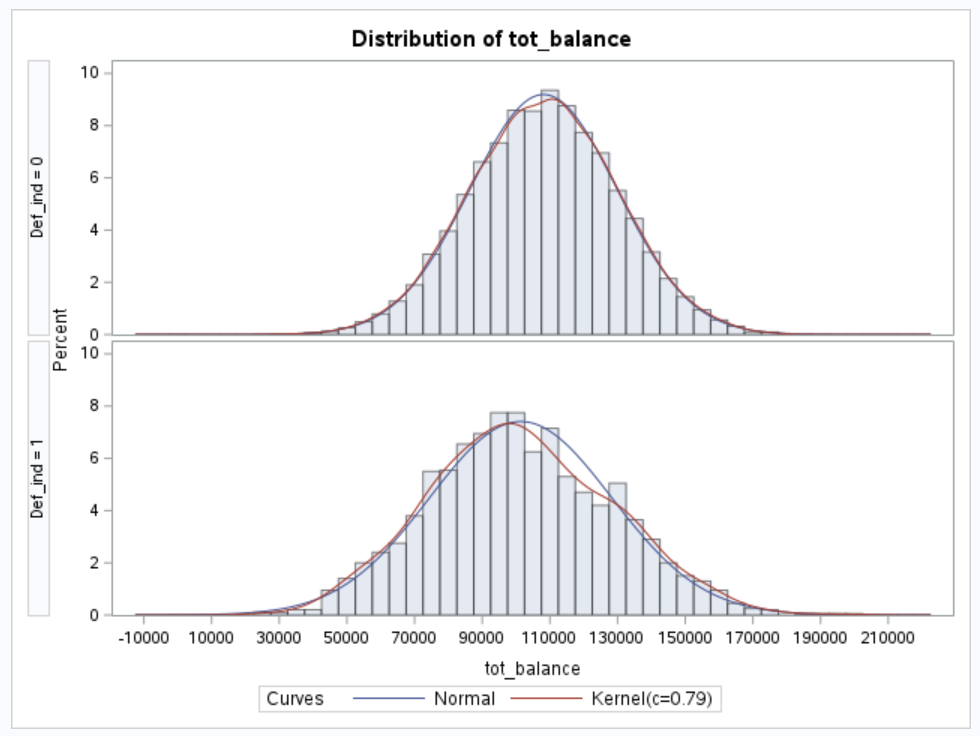 Distribution of tot_balance
Percent
Def_ind = 0
10
8
6
4
2
0
Def_ind = 1
10
8
6
4
2
0
-10000 10000 30000 50000 70000 90000 110000 130000 150000 170000 190000 210000
tot_balance
Curves Normal Kernel(c=0.79)